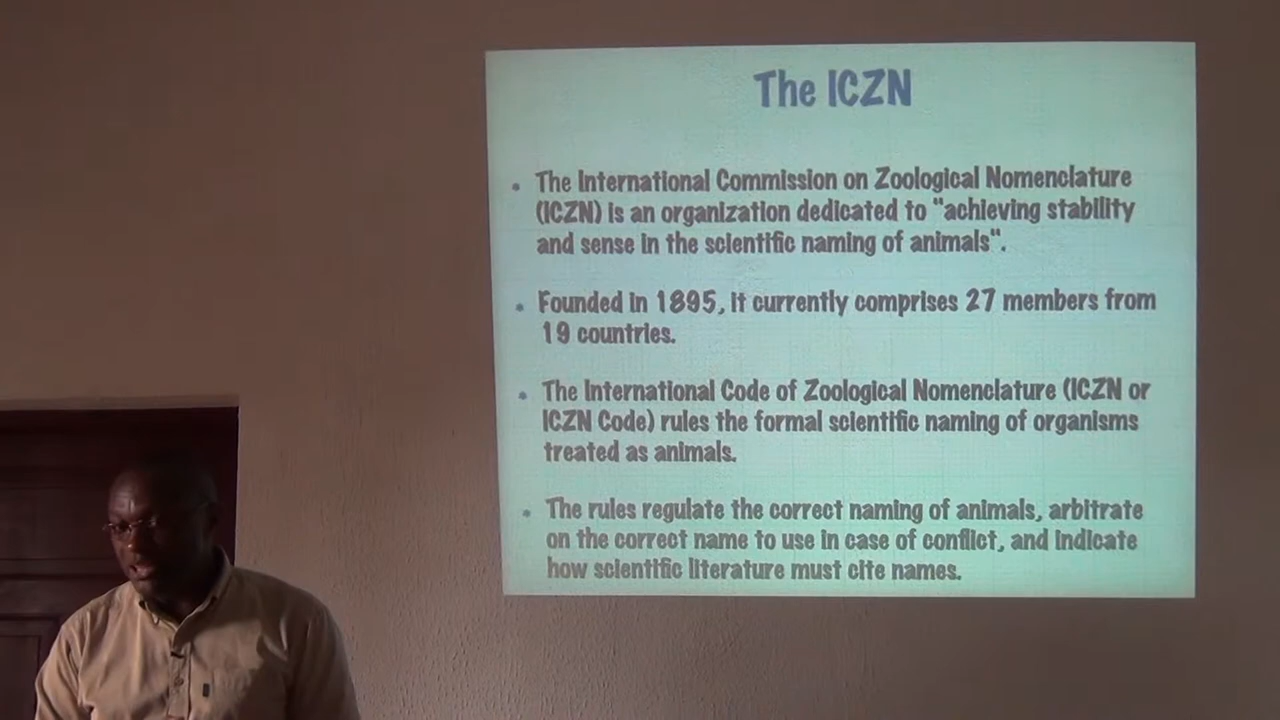 The ICZN
• The International Commission on Zoological Nomenclature
(ICZN) is an organization dedicated to "achieving stability
and sense in the scientific naming of animals".
• Founded in 1895, it currently comprises 27 members from
19 countries.
• The International Code of Zoological Nomenclature (ICZN or
ICZN Code) rules the formal scientific naming of organisms
treated as animals.
• The rules regulate the correct naming of animals, arbitrate
on the correct name to use in case of conflict, and indicate
how scientific literature must cite names.